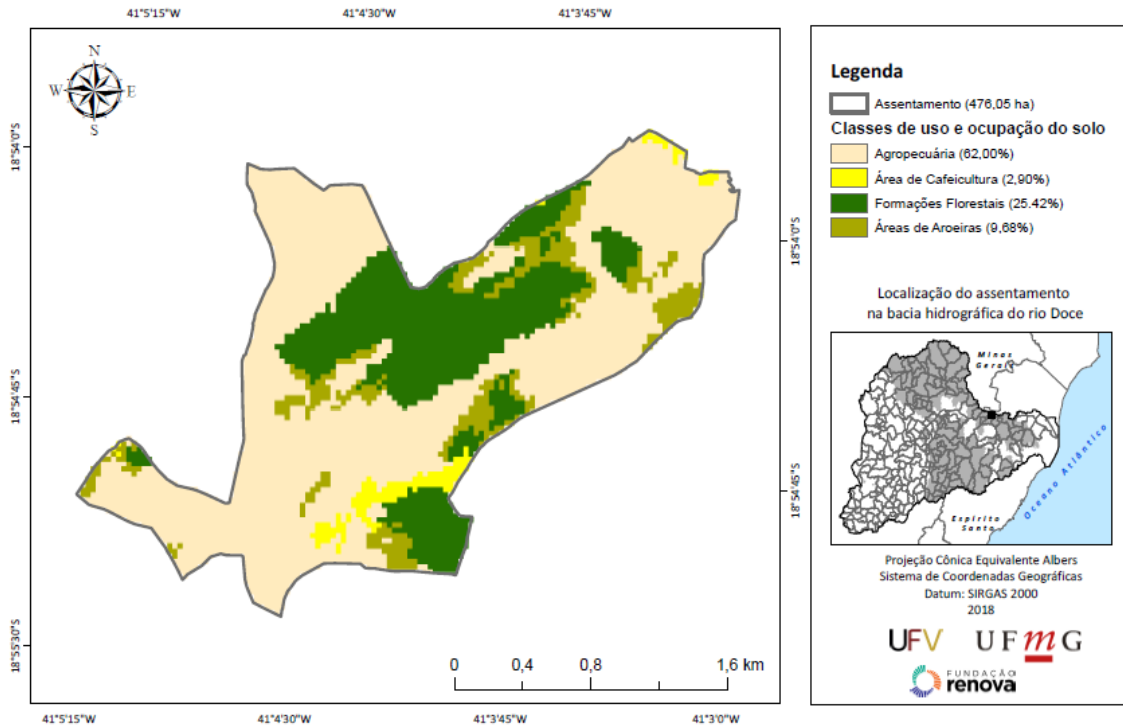 41°5'15"W
41°4'30"W
41°3'45"W
N
W
E
S
18°54'0"S
18°54'45"S
18°55'30"S
18°54'0"S
18°54'45"S
0
0,4
0,8
1,6 km
41°5'15"W
41°4'30"W
41°3'45"W
41°3'0"W
Legenda
Assentamento (476,05 ha)
Classes de uso e ocupação do solo
Agropecuária (62,00%)
Área de Cafeicultura (2,90%)
Formações Florestais (25.42%)
Áreas de Aroeiras (9,68%)
Localização do assentamento
na bacia hidrográfica do rio Doce
Minas
Gerais
Espírito
Santo
Oceano Atlântico
Projeção Cônica Equivalente Albers
Sistema de Coordenadas Geográficas
Datum: SIRGAS 2000
2018
UFV
UFmG
FUNDAÇÃO
renova